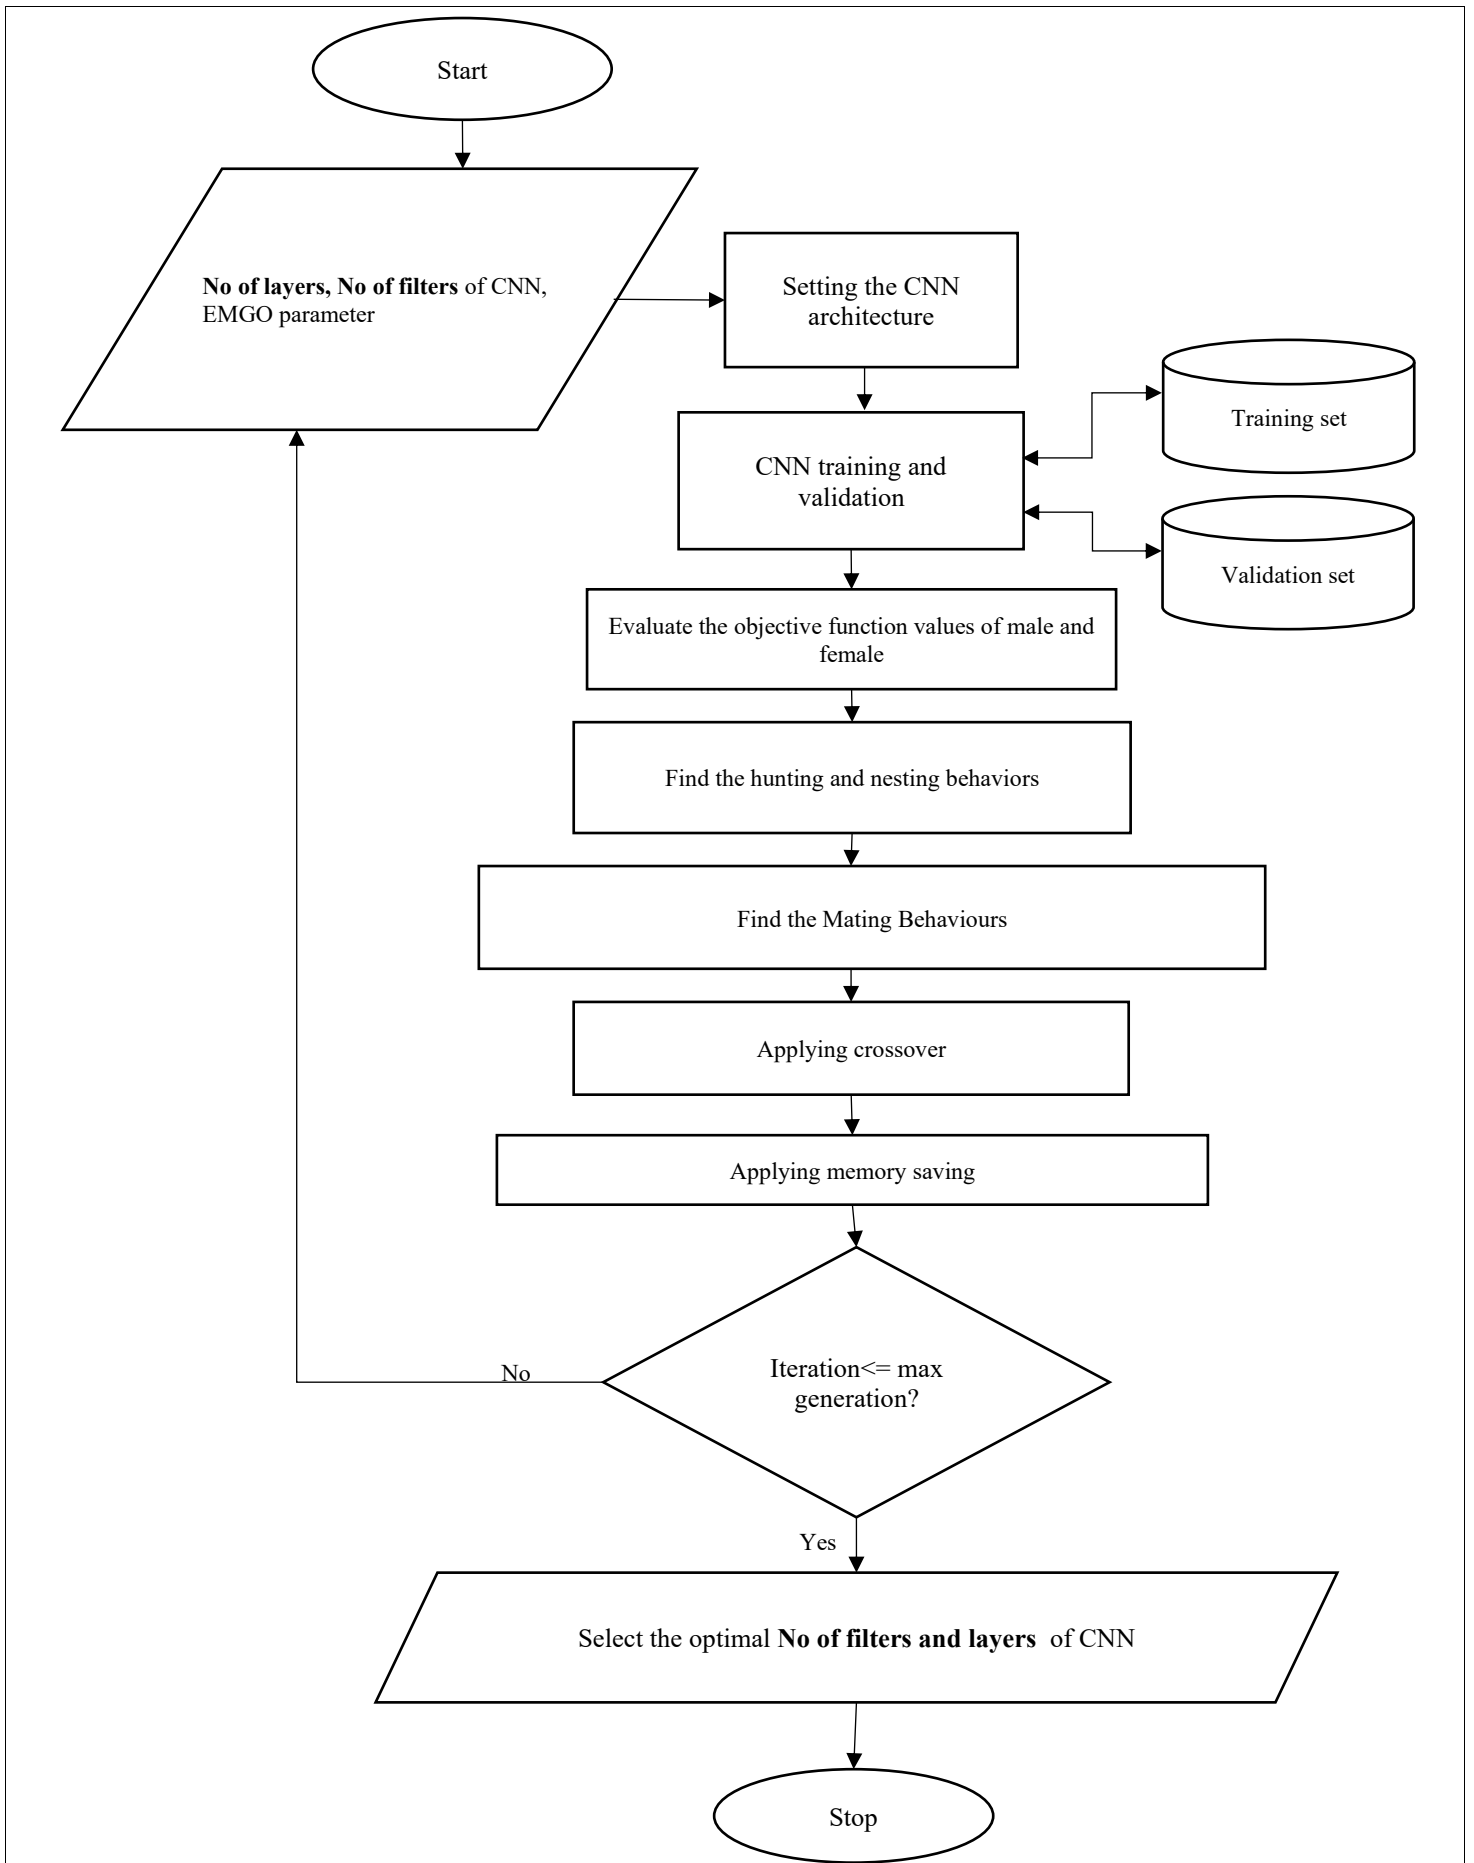 Start
No of layers, No of filters of CNN,
EMGO parameter
Setting the CNN
architecture
Training set
CNN training and
validation
Validation set
Evaluate the objective function values of male and
female
Find the hunting and nesting behaviors
Find the Mating Behaviours
Applying crossover
Applying memory saving
Iteration<= max
generation?
No
Yes
Select the optimal No of filters and layers of CNN
Stop